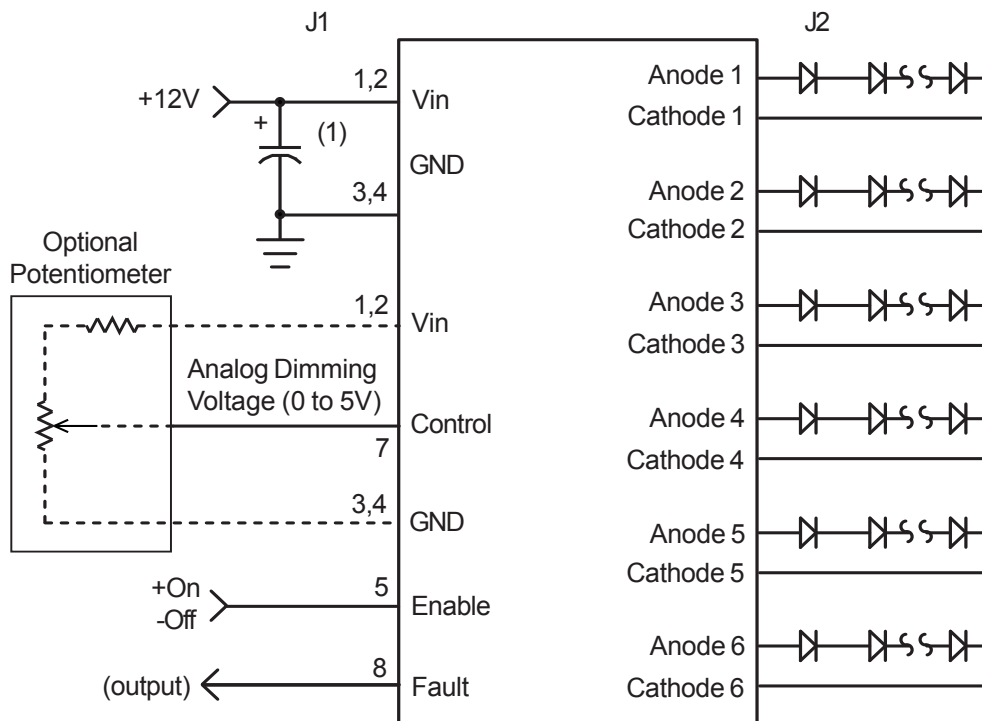 J1
J2
+12V
1,2
Vin
+
(1)
GND
3,4
Optional
Potentiometer
1,2
Vin
Analog Dimming
Voltage (0 to 5V)
Control
7
3,4
GND
+On
-Off
5
Enable
(output)
8
Fault
Anode 1
Cathode 1
Anode 2
Cathode 2
Anode 3
Cathode 3
Anode 4
Cathode 4
Anode 5
Cathode 5
Anode 6
Cathode 6